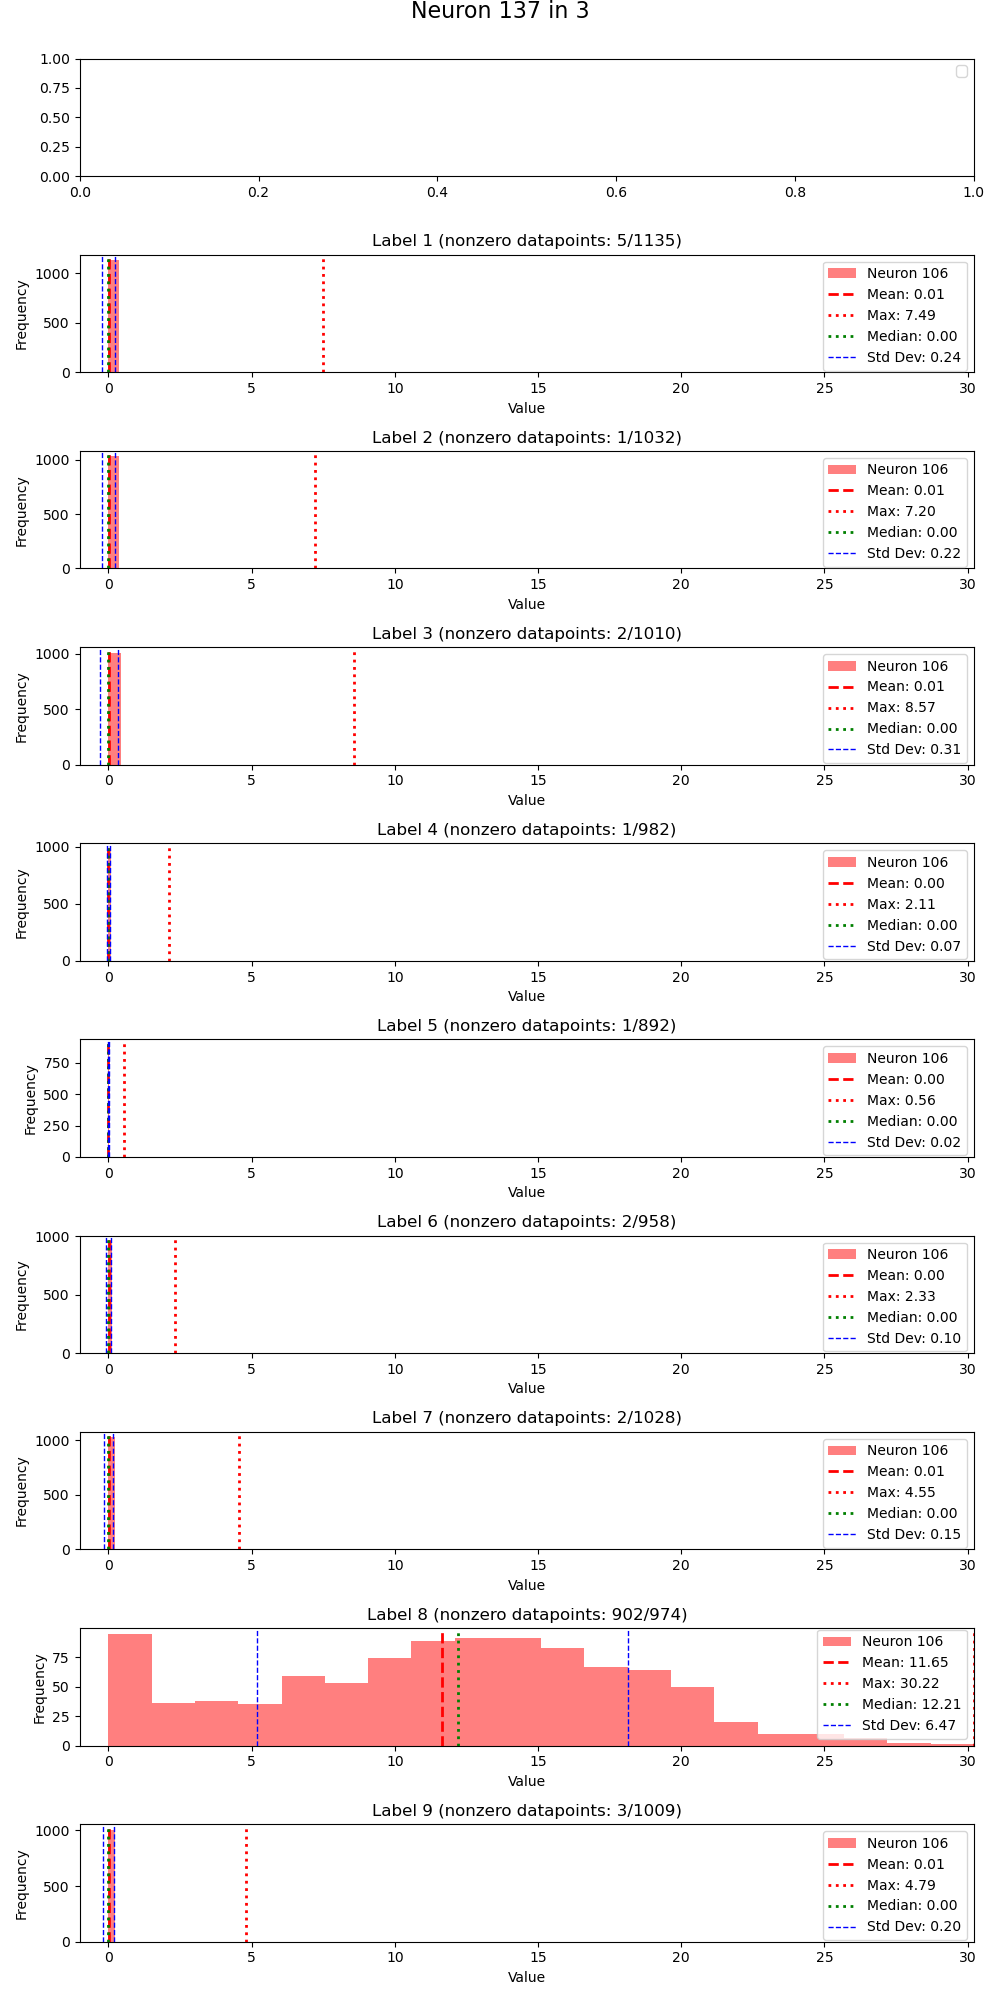 Neuron 137 in 3
1.00
0.75
0.50
0.25
0.00
0.0 0.2 0.4 0.6 0.8 1.0
Label 1 (nonzero datapoints: 5/1135)
Frequency
1000
500
0
Neuron 106
Mean: 0.01
Max: 7.49
Median: 0.00
Std Dev: 0.24
0 5 10 15 20 25 30
Value
Label 2 (nonzero datapoints: 1/1032)
Frequency
1000
500
0
Neuron 106
Mean: 0.01
Max: 7.20
Median: 0.00
Std Dev: 0.22
0 5 10 15 20 25 30
Value
Label 3 (nonzero datapoints: 2/1010)
Frequency
1000
500
0
Neuron 106
Mean: 0.01
Max: 8.57
Median: 0.00
Std Dev: 0.31
0 5 10 15 20 25 30
Value
Label 4 (nonzero datapoints: 1/982)
Frequency
1000
500
0
Neuron 106
Mean: 0.00
Max: 2.11
Median: 0.00
Std Dev: 0.07
0 5 10 15 20 25 30
Value
Label 5 (nonzero datapoints: 1/892)
Frequency
750
500
250
0
Neuron 106
Mean: 0.00
Max: 0.56
Median: 0.00
Std Dev: 0.02
0 5 10 15 20 25 30
Value
Label 6 (nonzero datapoints: 2/958)
Frequency
1000
500
0
Neuron 106
Mean: 0.00
Max: 2.33
Median: 0.00
Std Dev: 0.10
0 5 10 15 20 25 30
Value
Label 7 (nonzero datapoints: 2/1028)
Frequency
1000
500
0
Neuron 106
Mean: 0.01
Max: 4.55
Median: 0.00
Std Dev: 0.15
0 5 10 15 20 25 30
Value
Label 8 (nonzero datapoints: 902/974)
Frequency
75
50
25
0
Neuron 106
Mean: 11.65
Max: 30.22
Median: 12.21
Std Dev: 6.47
0 5 10 15 20 25 30
Value
Label 9 (nonzero datapoints: 3/1009)
Frequency
1000
500
0
Neuron 106
Mean: 0.01
Max: 4.79
Median: 0.00
Std Dev: 0.20
0 5 10 15 20 25 30
Value